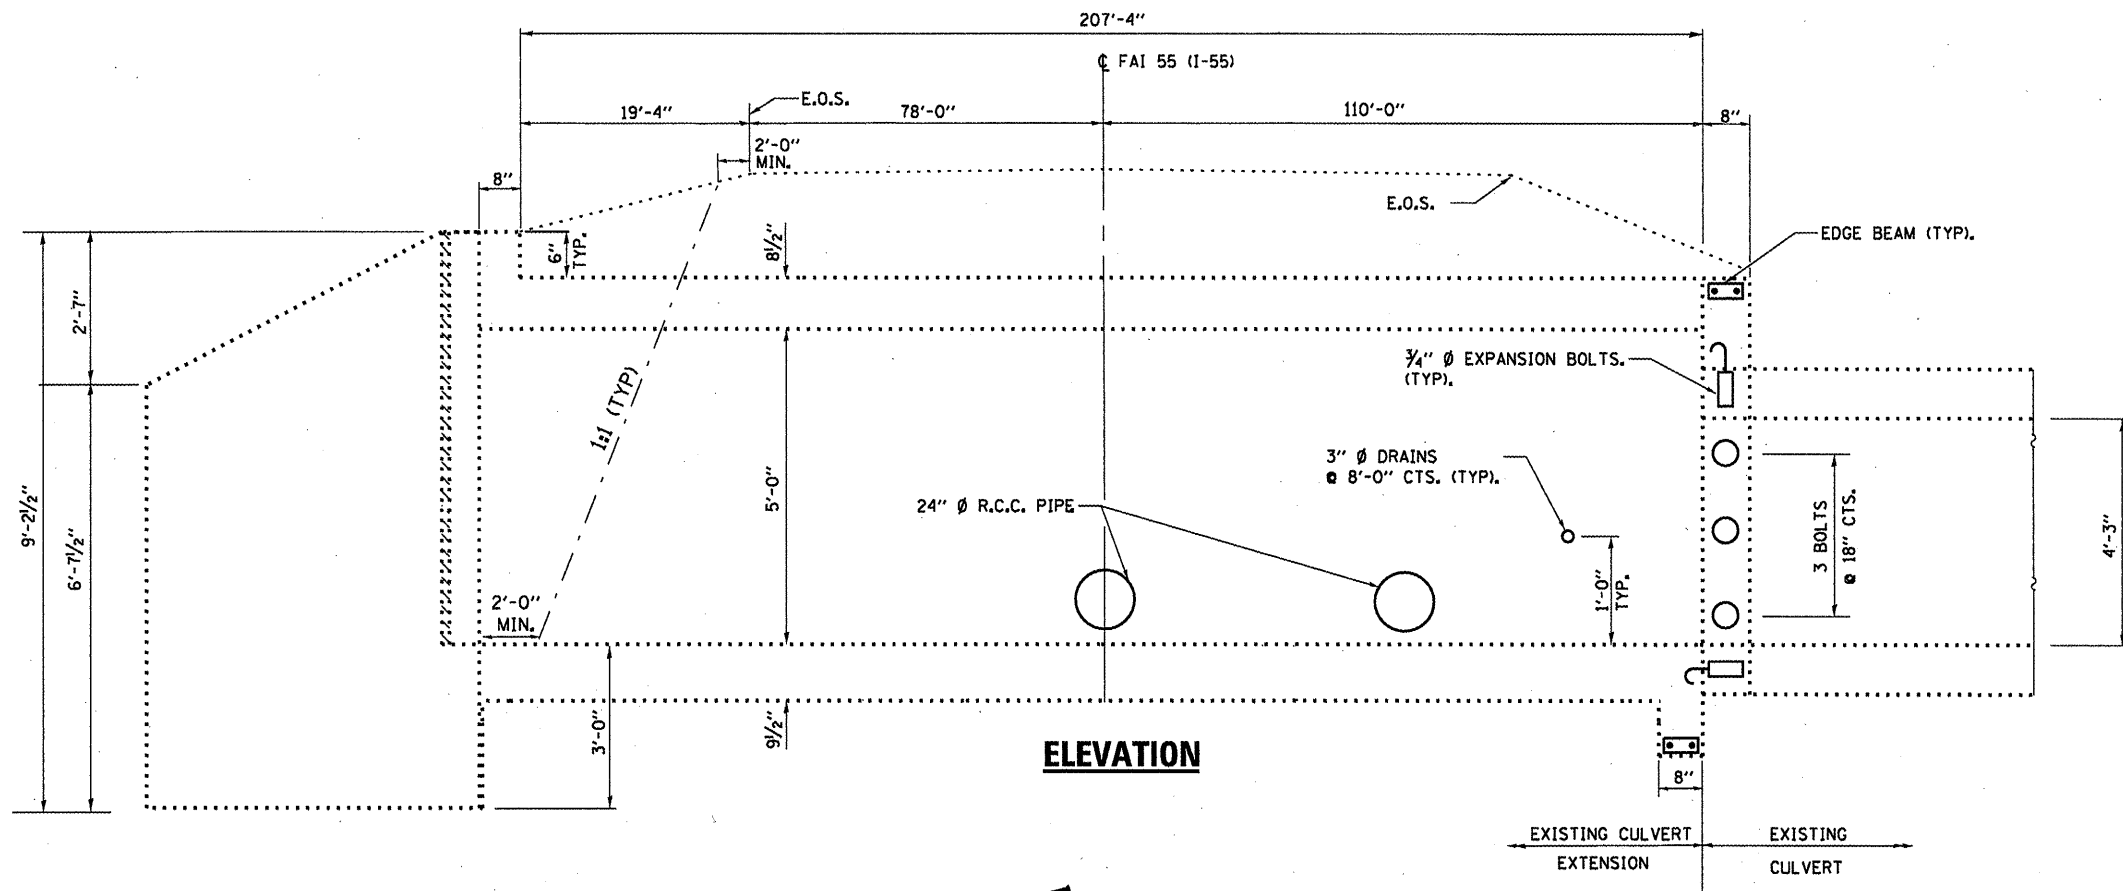 207'-4"
℄ FAI 55 (I-55)
E.O.S.
19'-4"
78'-0"
110'-0"
8"
2'-0"
MIN.
8"
E.O.S.
EDGE BEAM (TYP).
6"
TYP.
8½"
2'-7"
¾" Ø EXPANSION BOLTS.
(TYP).
1:1 (TYP)
9'-2½"
6'-7½"
5'-0"
3" Ø DRAINS
@ 8'-0" CTS. (TYP).
24" Ø R.C.C. PIPE
3 BOLTS
@ 18" CTS.
4'-3"
1'-0"
TYP.
2'-0"
MIN.
3'-0"
9½"
ELEVATION
8"
EXISTING CULVERT
EXTENSION
EXISTING
CULVERT